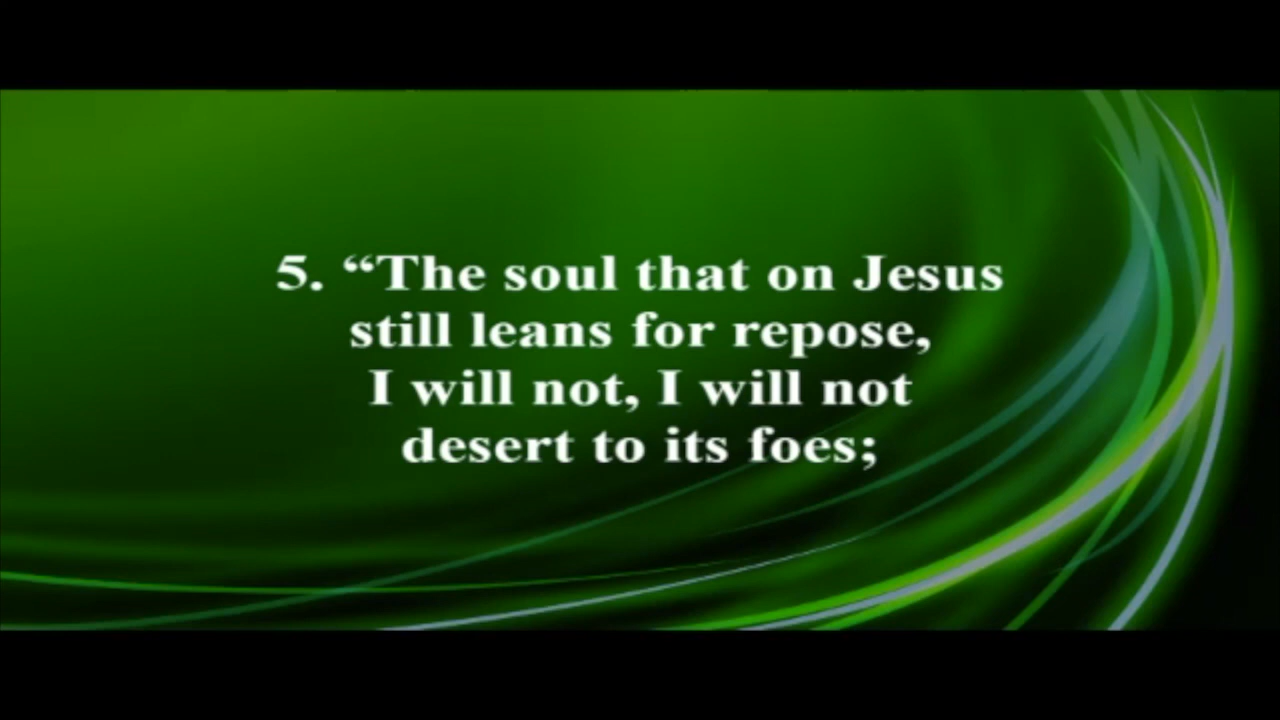 5. “The soul that on Jesus
still leans for repose,
I will not, I will not
desert to its foes;